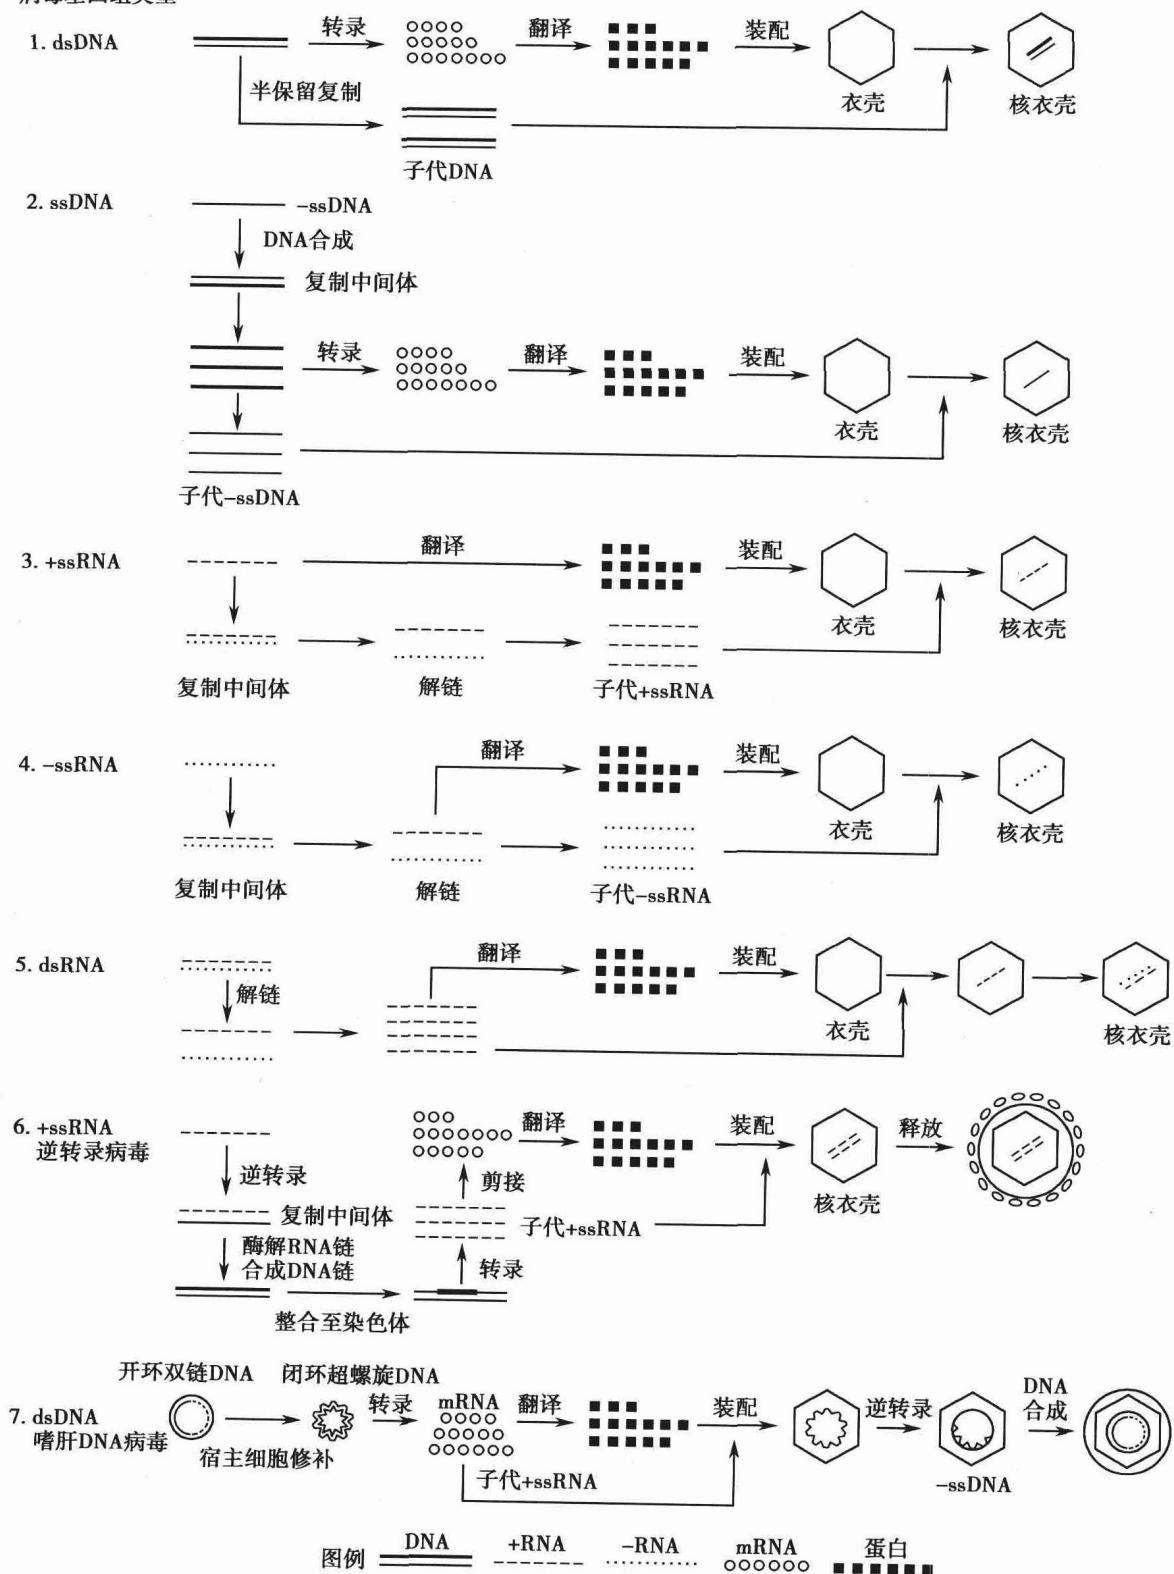 1. dsDNA
转录
翻译
装配
半保留复制
衣壳
核衣壳
子代DNA
2. ssDNA
-ssDNA
DNA合成
复制中间体
转录
翻译
装配
衣壳
核衣壳
子代-ssDNA
3. +ssRNA
翻译
装配
衣壳
核衣壳
复制中间体
解链
子代+ssRNA
4. -ssRNA
翻译
装配
衣壳
核衣壳
复制中间体
解链
子代-ssRNA
5. dsRNA
翻译
装配
解链
衣壳
核衣壳
6. +ssRNA
逆转录病毒
翻译
装配
释放
逆转录
剪接
核衣壳
复制中间体
子代+ssRNA
酶解RNA链
合成DNA链
转录
整合至染色体
开环双链DNA
闭环超螺旋DNA
7. dsDNA
嗜肝DNA病毒
宿主细胞修补
转录
mRNA
翻译
装配
逆转录
DNA
合成
子代+ssRNA
-ssDNA
图例
DNA
+RNA
-RNA
mRNA
蛋白